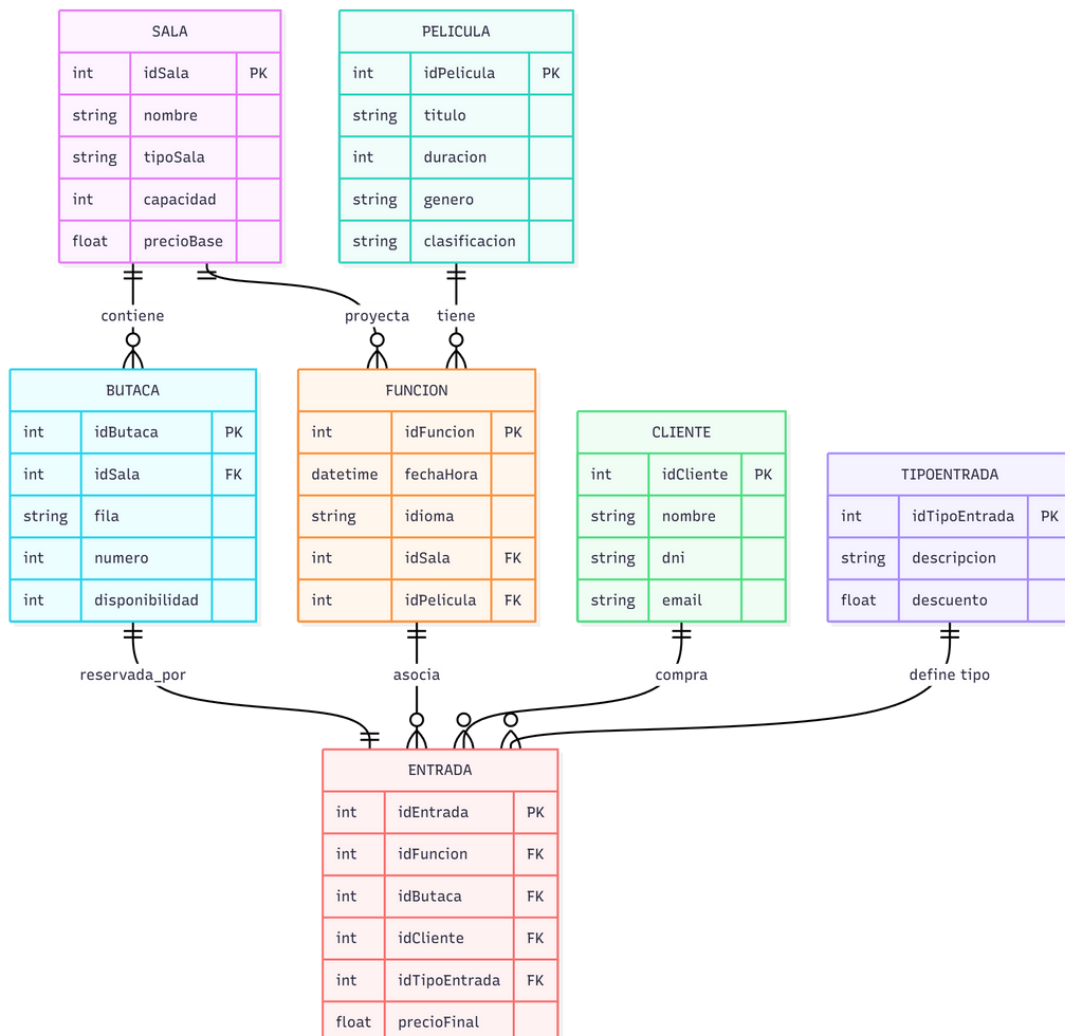 SALA
int idSala PK
string nombre
string tipoSala
int capacidad
float precioBase
PELICULA
int idPelicula PK
string titulo
int duracion
string genero
string clasificacion
contiene
proyecta
tiene
BUTACA
int idButaca PK
int idSala FK
string fila
int numero
int disponibilidad
FUNCION
int idFuncion PK
datetime fechaHora
string idioma
int idSala FK
int idPelicula FK
CLIENTE
int idCliente PK
string nombre
string dni
string email
TIPOENTRADA
int idTipoEntrada PK
string descripcion
float descuento
reservada_por
asocia
compra
define tipo
ENTRADA
int idEntrada PK
int idFuncion FK
int idButaca FK
int idCliente FK
int idTipoEntrada FK
float precioFinal